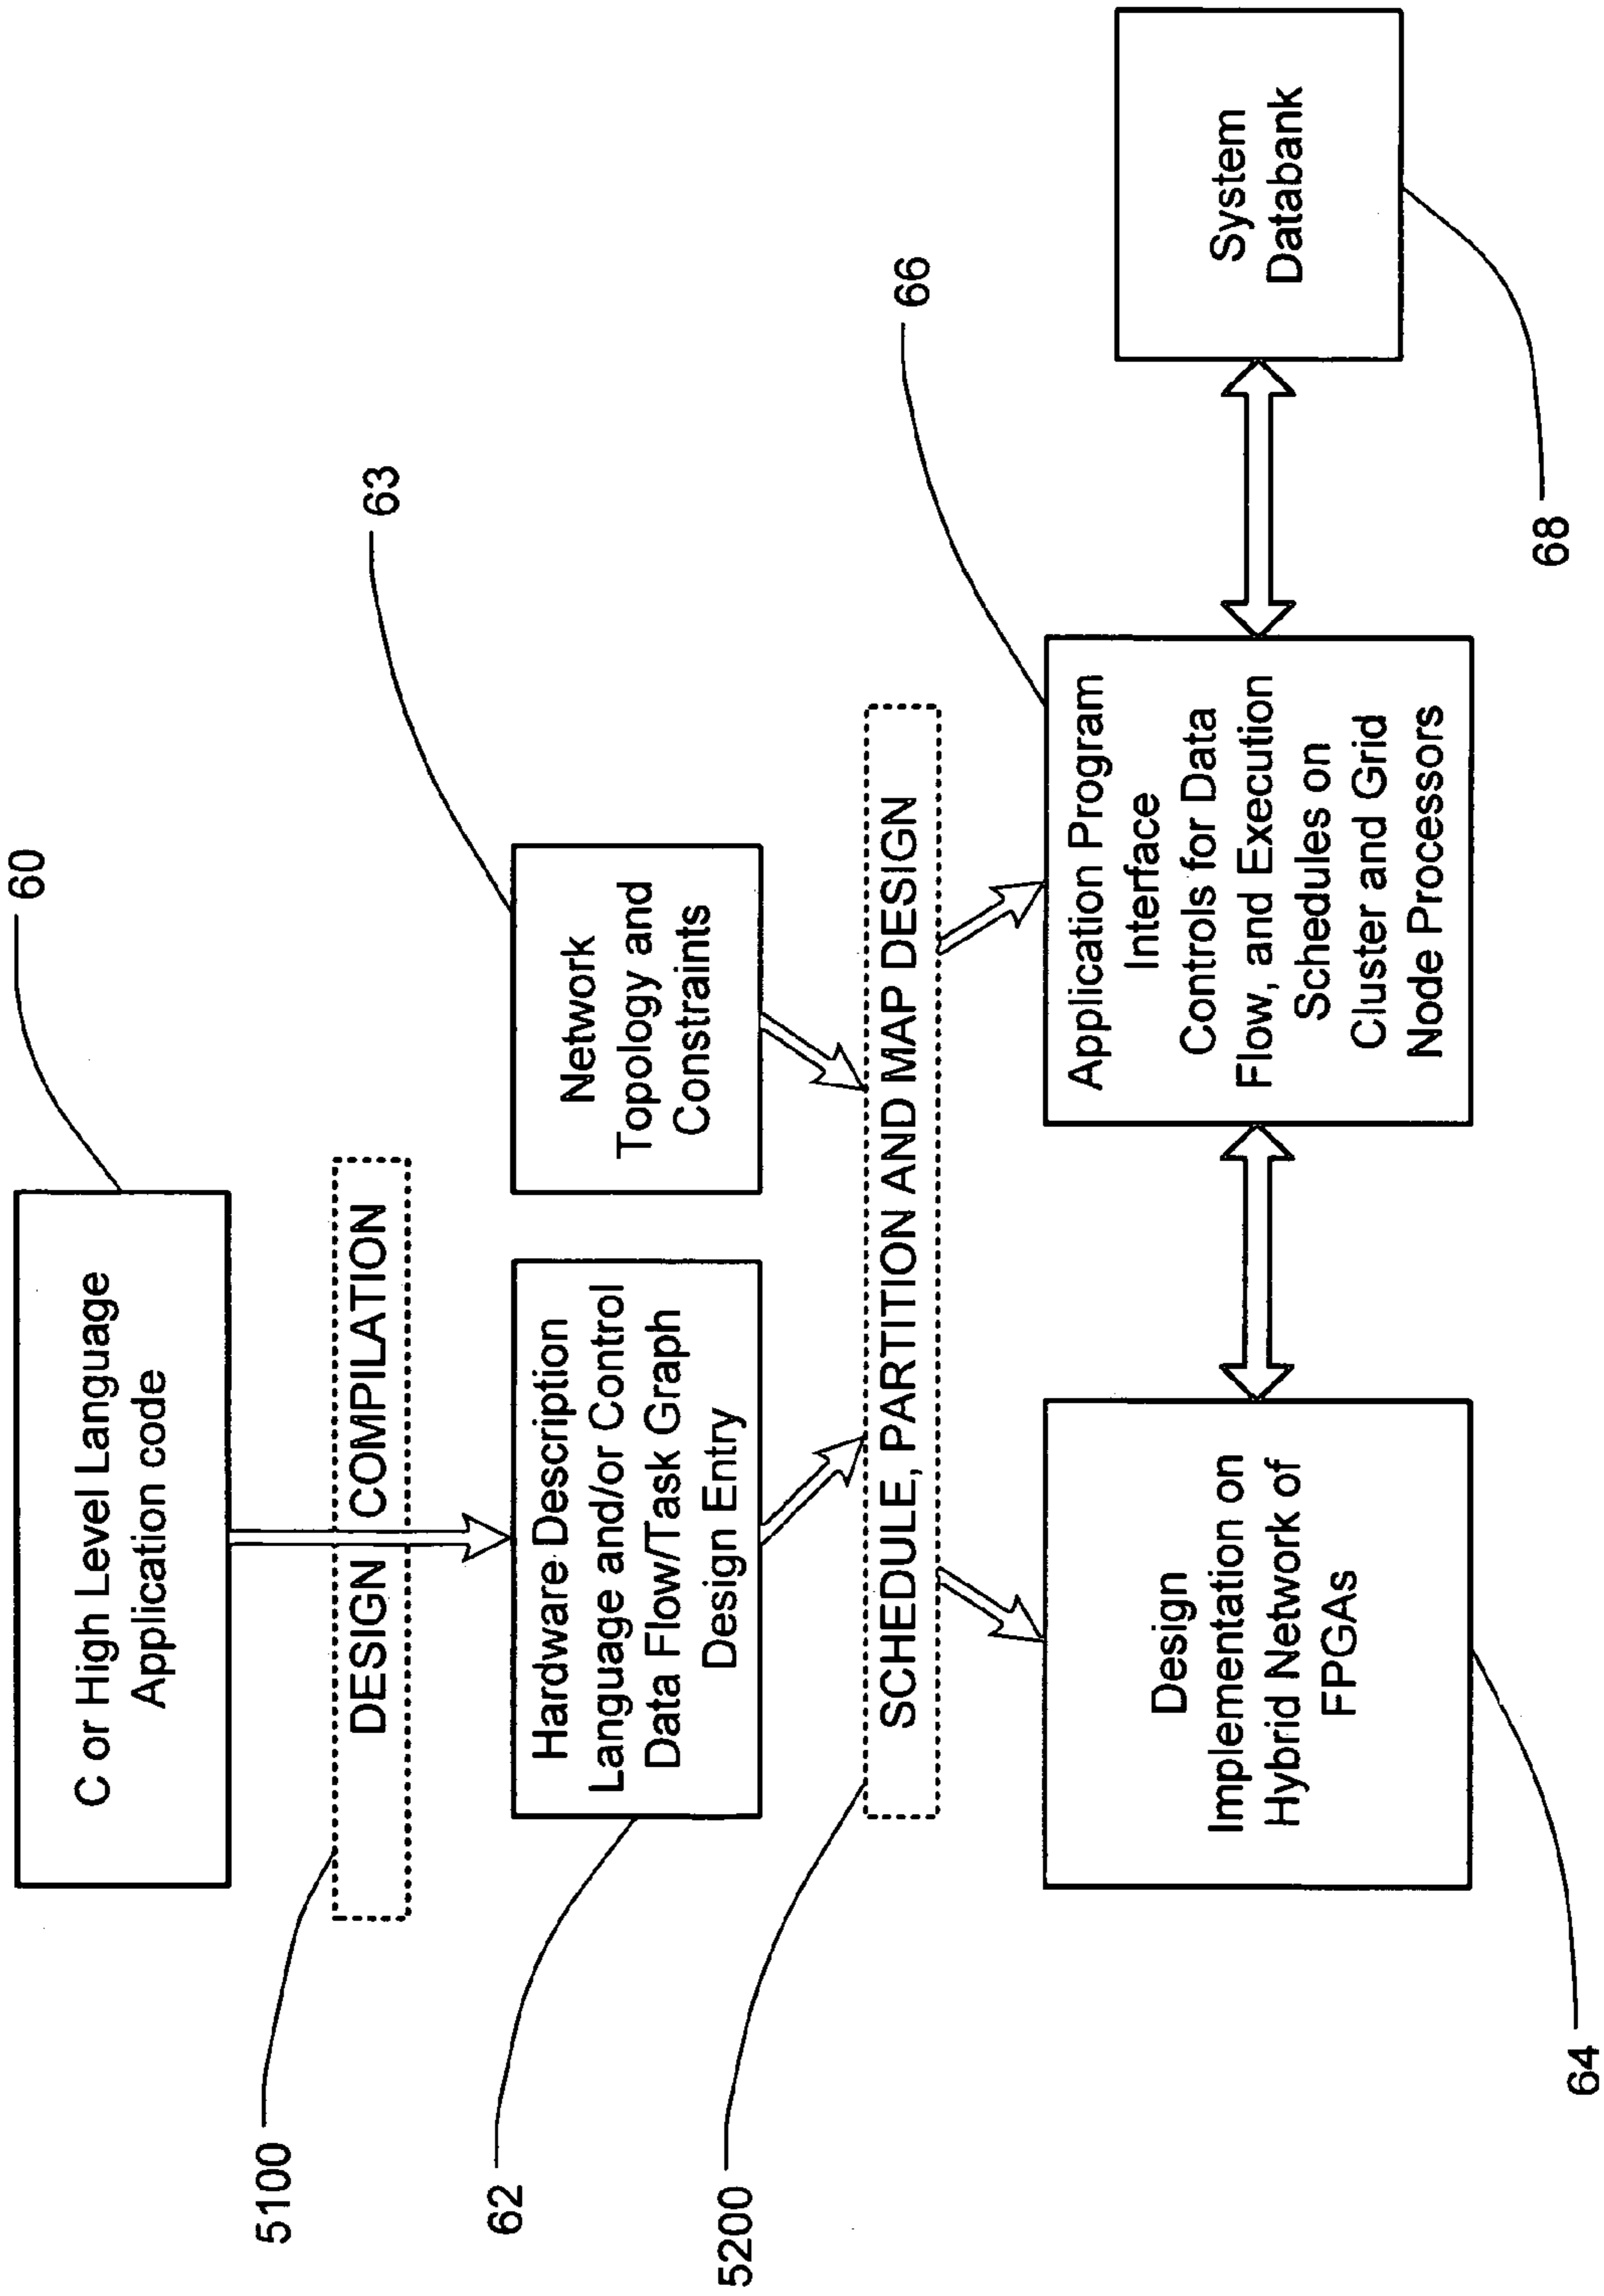 60
C or High Level Language
Application code
5100
DESIGN COMPILATION
63
62
Hardware Description
Language and/or Control
Data Flow/Task Graph
Design Entry
Network
Topology and
Constraints
5200
SCHEDULE, PARTITION AND MAP DESIGN
66
Design
Implementation on
Hybrid Network of
FPGAs
Application Program
Interface
Controls for Data
Flow, and Execution
Schedules on
Cluster and Grid
Node Processors
System
Databank
64
68